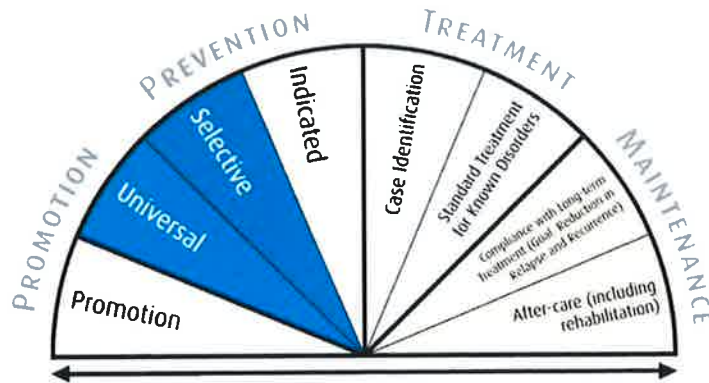 PROMOTION
PREVENTION
TREATMENT
MAINTENANCE
Promotion
Universal
Selective
Indicated
Case Identification
Standard Treatment
for Known Disorders
Compliance with Long-term
Treatment (Goal: Reduction in
Relapse and Recurrence)
After-care (including
rehabilitation)